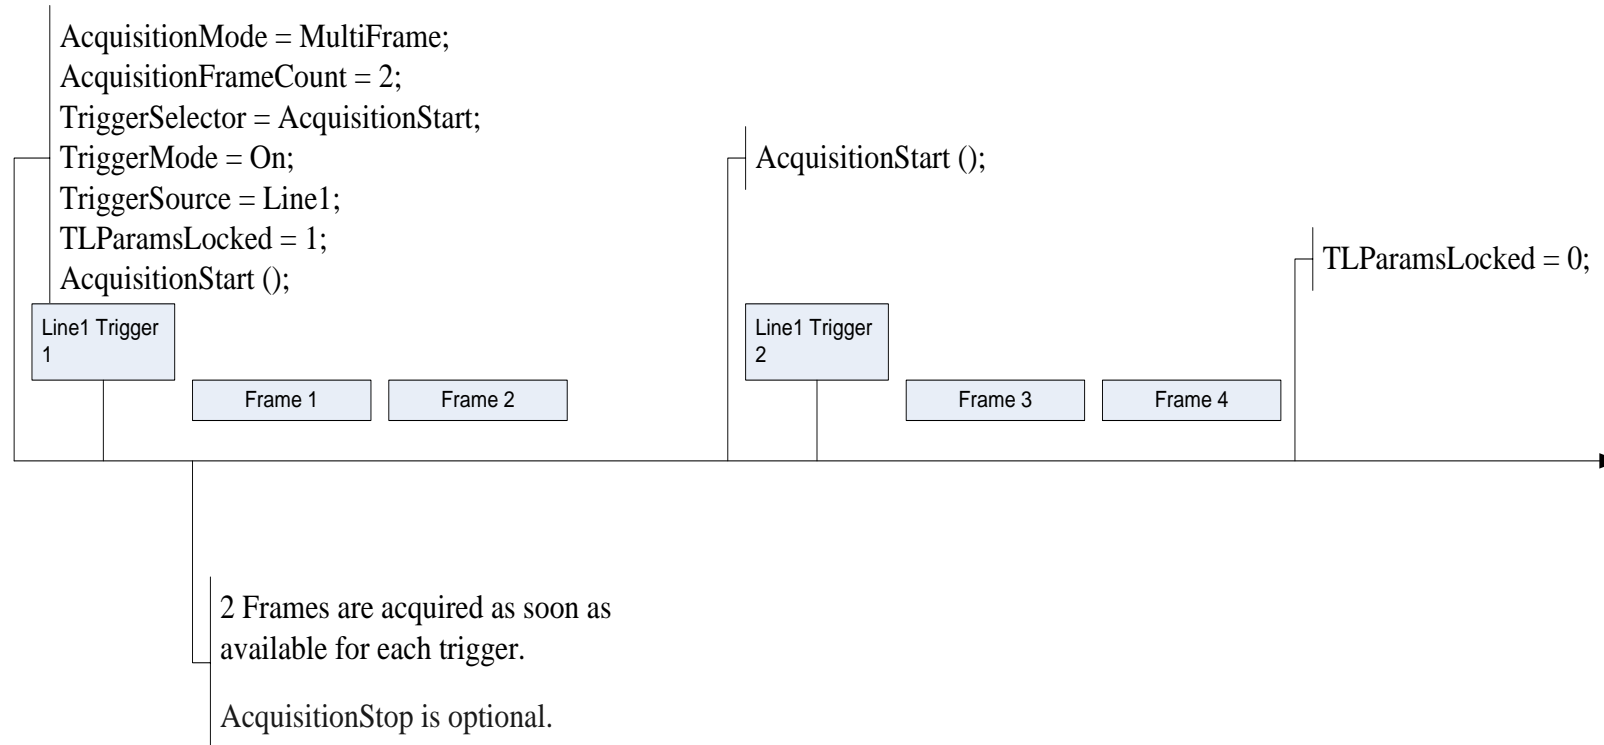 AcquisitionMode = MultiFrame;
AcquisitionFrameCount = 2;
TriggerSelector = AcquisitionStart;
TriggerMode = On;
TriggerSource = Line1;
TLParamsLocked = 1;
AcquisitionStart ();
AcquisitionStart ();
TLParamsLocked = 0;
Line1 Trigger
1
Frame 1
Frame 2
Line1 Trigger
2
Frame 3
Frame 4
2 Frames are acquired as soon as
available for each trigger.
AcquisitionStop is optional.